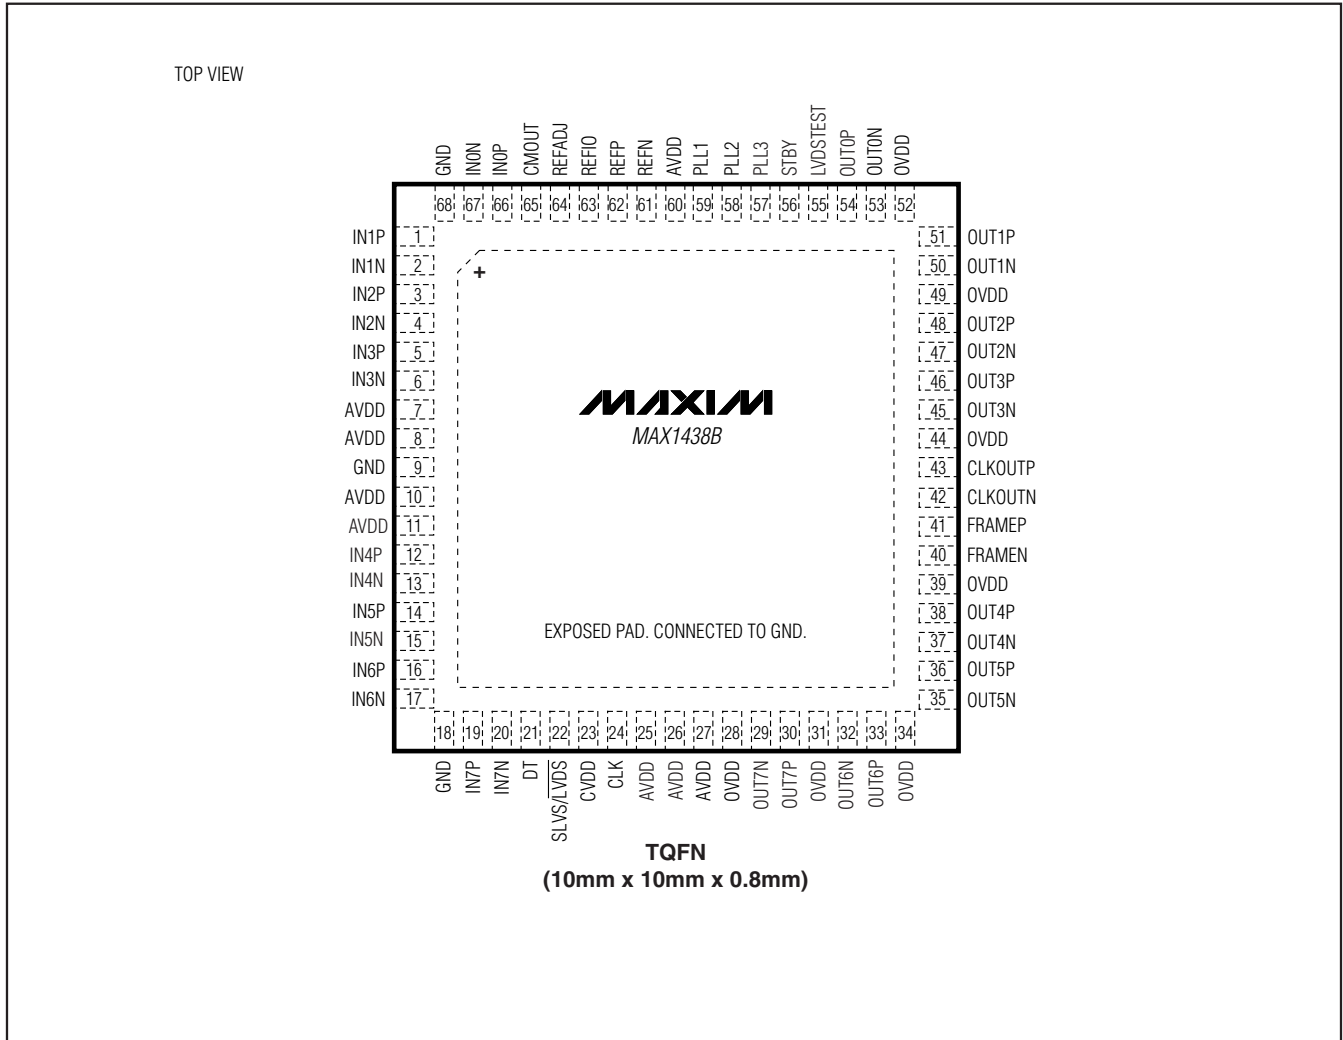 TOP VIEW
GND IN0N IN0P CMOUT REFADJ REFIO REFP REFN AVDD PLL1 PLL2 PLL3 STBY LVDSTEST OUT0P OUT0N OVDD
68 67 66 65 64 63 62 61 60 59 58 57 56 55 54 53 52
IN1P 1 51 OUT1P
IN1N 2 50 OUT1N
+
IN2P 3 49 OVDD
IN2N 4 48 OUT2P
IN3P 5 47 OUT2N
IN3N 6 46 OUT3P
MAXIM
AVDD 7 45 OUT3N
MAX1438B
AVDD 8 44 OVDD
GND 9 43 CLKOUTP
AVDD 10 42 CLKOUTN
AVDD 11 41 FRAMEP
IN4P 12 40 FRAMEN
IN4N 13 39 OVDD
IN5P 14 38 OUT4P
EXPOSED PAD. CONNECTED TO GND.
IN5N 15 37 OUT4N
IN6P 16 36 OUT5P
IN6N 17 35 OUT5N
18 19 20 21 22 23 24 25 26 27 28 29 30 31 32 33 34
GND IN7P IN7N DT SLVS/LVDS CVDD CLK AVDD AVDD AVDD OVDD OUT7N OUT7P OVDD OUT6N OUT6P OVDD
TQFN
(10mm x 10mm x 0.8mm)